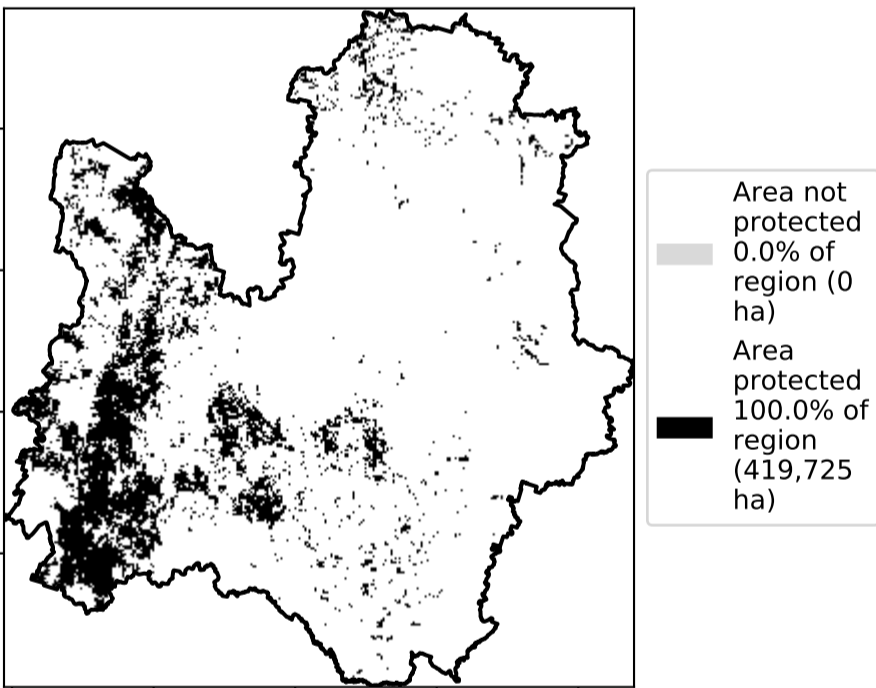 Area not
protected
0.0% of
region (0
ha)
Area
protected
100.0% of
region
(419,725
ha)